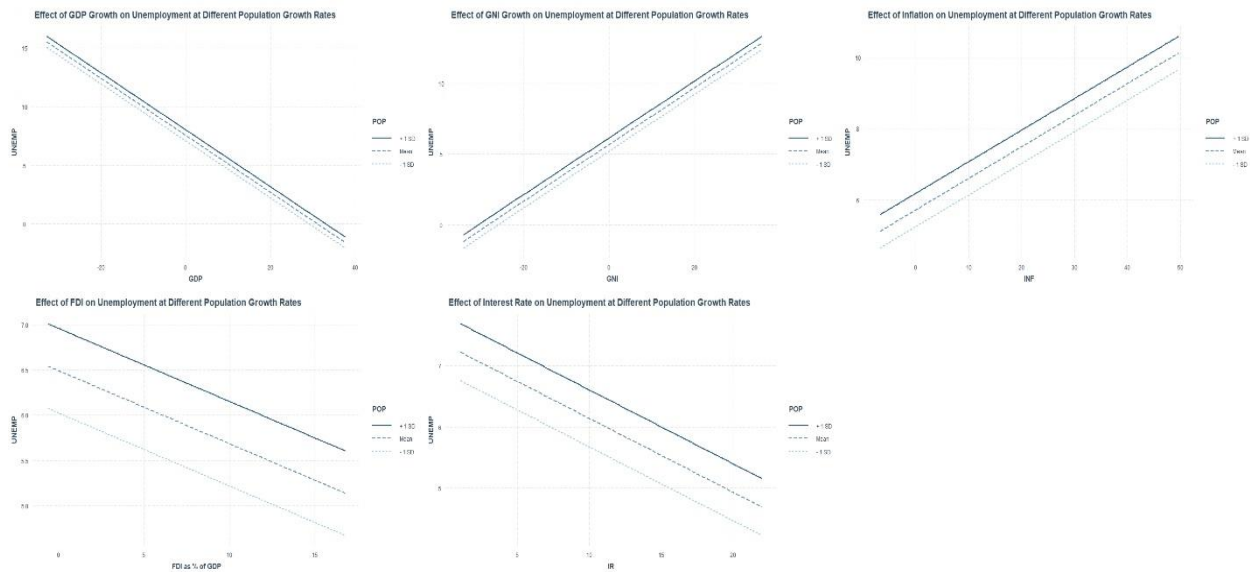 Effect of GDP Growth on Unemployment at Different Population Growth Rates
15
10
5
0
UNEMP
-20
0
20
40
GDP
POP
+ 1 SD
Mean
- 1 SD
Effect of GNI Growth on Unemployment at Different Population Growth Rates
10
5
0
UNEMP
-20
0
20
GNI
POP
+ 1 SD
Mean
- 1 SD
Effect of Inflation on Unemployment at Different Population Growth Rates
10
8
6
UNEMP
0
10
20
30
40
50
INF
POP
+ 1 SD
Mean
- 1 SD
Effect of FDI on Unemployment at Different Population Growth Rates
7.0
6.5
6.0
5.5
5.0
UNEMP
0
5
10
15
FDI as % of GDP
POP
+ 1 SD
Mean
- 1 SD
Effect of Interest Rate on Unemployment at Different Population Growth Rates
7
6
5
UNEMP
5
10
15
20
IR
POP
+ 1 SD
Mean
- 1 SD